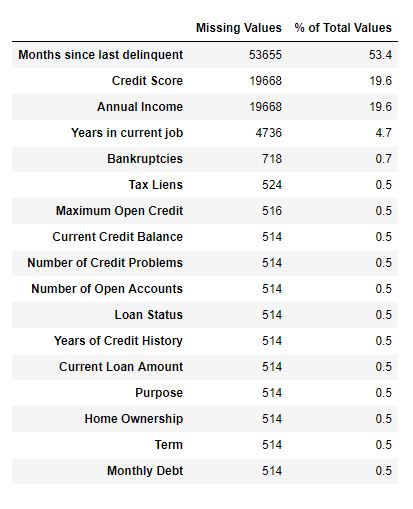 Missing Values % of Total Values
Months since last delinquent 53655 53.4
Credit Score 19668 19.6
Annual Income 19668 19.6
Years in current job 4736 4.7
Bankruptcies 718 0.7
Tax Liens 524 0.5
Maximum Open Credit 516 0.5
Current Credit Balance 514 0.5
Number of Credit Problems 514 0.5
Number of Open Accounts 514 0.5
Loan Status 514 0.5
Years of Credit History 514 0.5
Current Loan Amount 514 0.5
Purpose 514 0.5
Home Ownership 514 0.5
Term 514 0.5
Monthly Debt 514 0.5